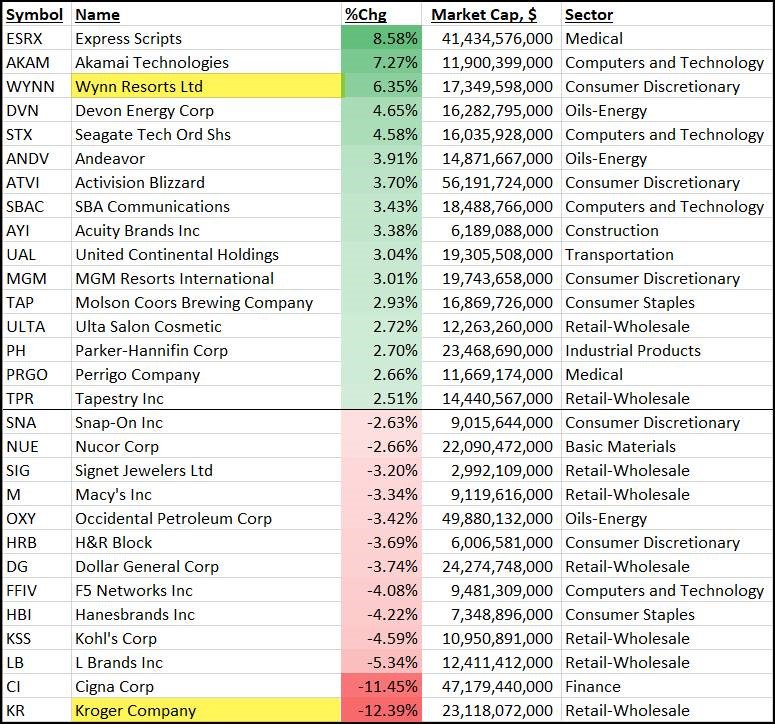 Symbol Name %Chg Market Cap, $ Sector
ESRX Express Scripts 8.58% 41,434,576,000 Medical
AKAM Akamai Technologies 7.27% 11,900,399,000 Computers and Technology
WYNN Wynn Resorts Ltd 6.35% 17,349,598,000 Consumer Discretionary
DVN Devon Energy Corp 4.65% 16,282,795,000 Oils-Energy
STX Seagate Tech Ord Shs 4.58% 16,035,928,000 Computers and Technology
ANDV Andeavor 3.91% 14,871,667,000 Oils-Energy
ATVI Activision Blizzard 3.70% 56,191,724,000 Consumer Discretionary
SBAC SBA Communications 3.43% 18,488,766,000 Computers and Technology
AYI Acuity Brands Inc 3.38% 6,189,088,000 Construction
UAL United Continental Holdings 3.04% 19,305,508,000 Transportation
MGM MGM Resorts International 3.01% 19,743,658,000 Consumer Discretionary
TAP Molson Coors Brewing Company 2.93% 16,869,726,000 Consumer Staples
ULTA Ulta Salon Cosmetic 2.72% 12,263,260,000 Retail-Wholesale
PH Parker-Hannifin Corp 2.70% 23,468,690,000 Industrial Products
PRGO Perrigo Company 2.66% 11,669,174,000 Medical
TPR Tapestry Inc 2.51% 14,440,567,000 Retail-Wholesale
SNA Snap-On Inc -2.63% 9,015,644,000 Consumer Discretionary
NUE Nucor Corp -2.66% 22,090,472,000 Basic Materials
SIG Signet Jewelers Ltd -3.20% 2,992,109,000 Retail-Wholesale
M Macy's Inc -3.34% 9,119,616,000 Retail-Wholesale
OXY Occidental Petroleum Corp -3.42% 49,880,132,000 Oils-Energy
HRB H&R Block -3.69% 6,006,581,000 Consumer Discretionary
DG Dollar General Corp -3.74% 24,274,748,000 Retail-Wholesale
FFIV F5 Networks Inc -4.08% 9,481,309,000 Computers and Technology
HBI Hanesbrands Inc -4.22% 7,348,896,000 Consumer Staples
KSS Kohl's Corp -4.59% 10,950,891,000 Retail-Wholesale
LB L Brands Inc -5.34% 12,411,412,000 Retail-Wholesale
CI Cigna Corp -11.45% 47,179,440,000 Finance
KR Kroger Company -12.39% 23,118,072,000 Retail-Wholesale